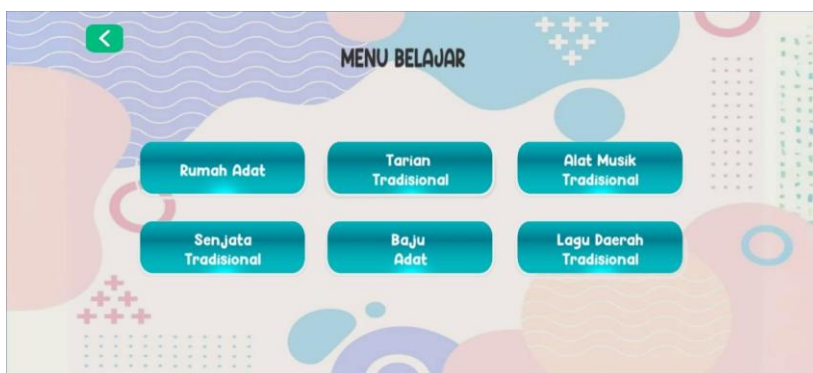 MENU BELAJAR
Rumah Adat
Tarian
Tradisional
Alat Musik
Tradisional
Senjata
Tradisional
Baju
Adat
Lagu Daerah
Tradisional